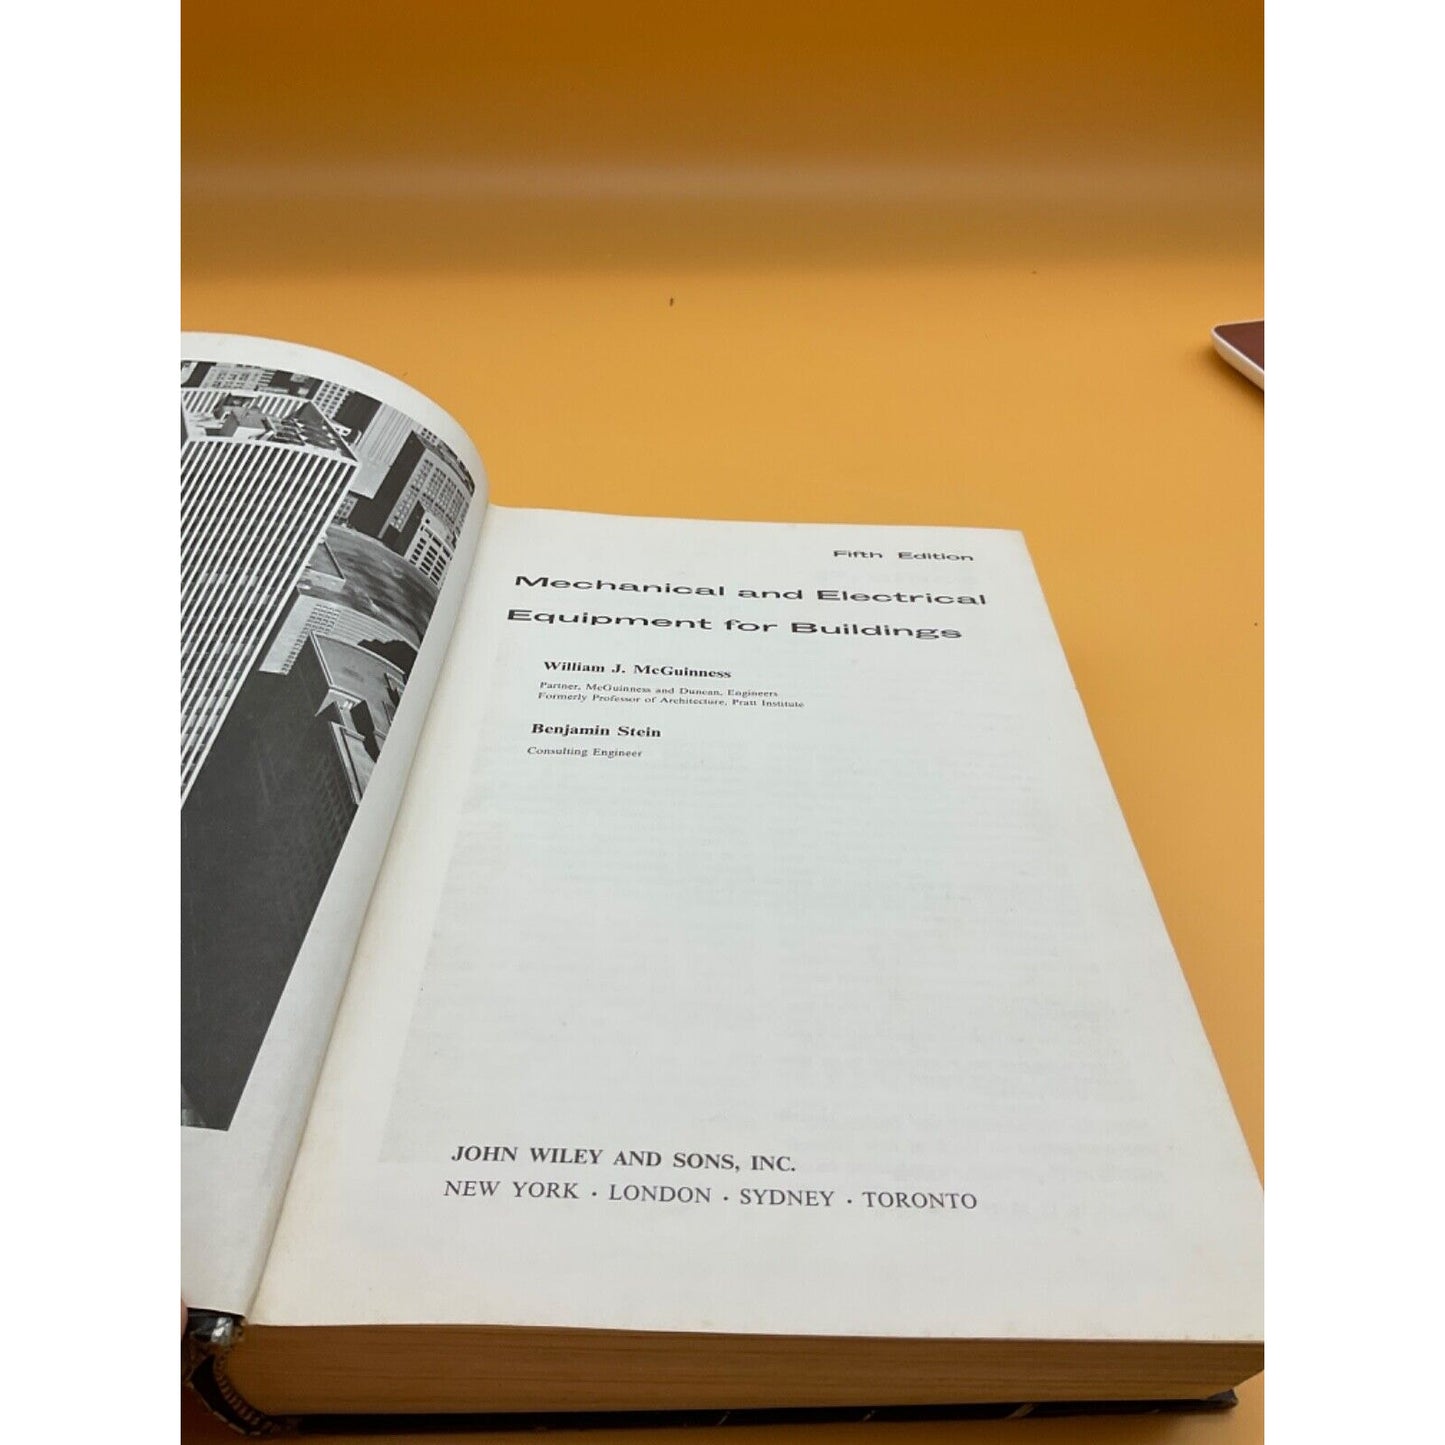 Fifth Edition
Mechanical and Electrical
Equipment for Buildings
William J. McGuinness
Partner, McGuinness and Duncan, Engineers
Formerly Professor of Architecture, Pratt Institute
Benjamin Stein
Consulting Engineer
JOHN WILEY AND SONS, INC.
NEW YORK · LONDON · SYDNEY · TORONTO